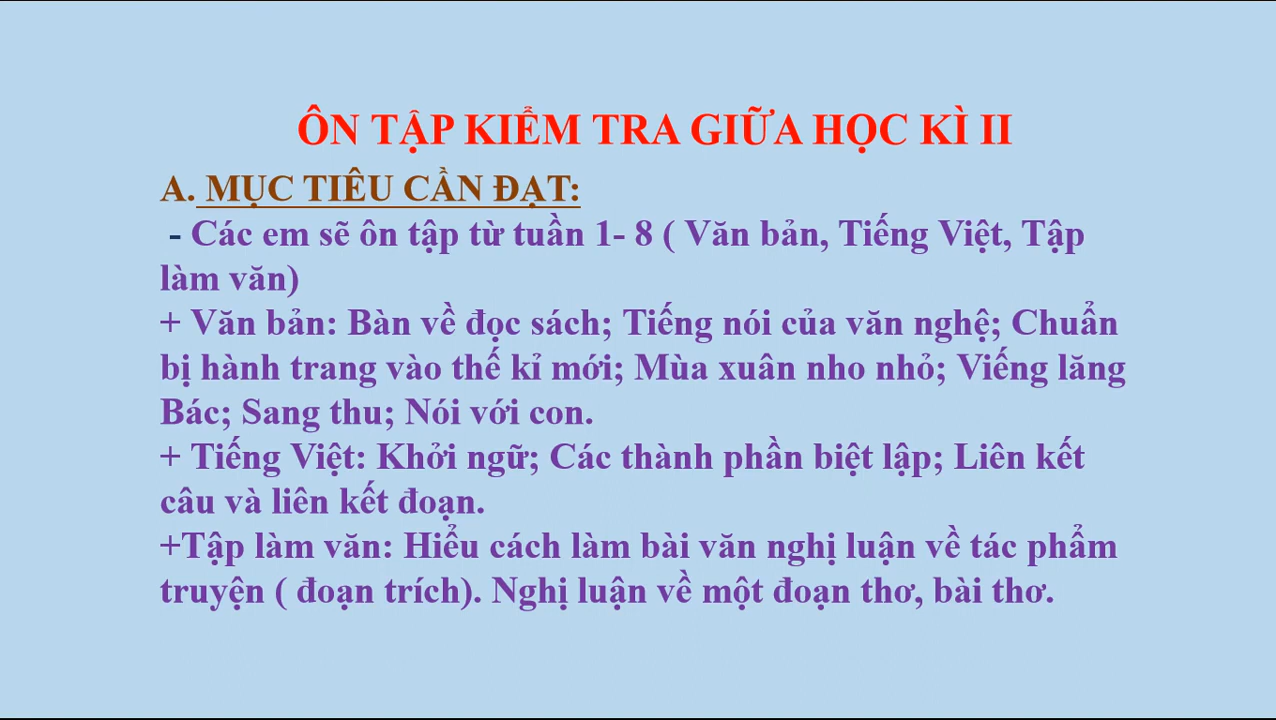 ÔN TẬP KIỂM TRA GIỮA HỌC KÌ II
A. MỤC TIÊU CẦN ĐẠT:
- Các em sẽ ôn tập từ tuần 1- 8 ( Văn bản, Tiếng Việt, Tập
làm văn)
+ Văn bản: Bàn về đọc sách; Tiếng nói của văn nghệ; Chuẩn
bị hành trang vào thế kỉ mới; Mùa xuân nho nhỏ; Viếng lăng
Bác; Sang thu; Nói với con.
+ Tiếng Việt: Khởi ngữ; Các thành phần biệt lập; Liên kết
câu và liên kết đoạn.
+Tập làm văn: Hiểu cách làm bài văn nghị luận về tác phẩm
truyện ( đoạn trích). Nghị luận về một đoạn thơ, bài thơ.